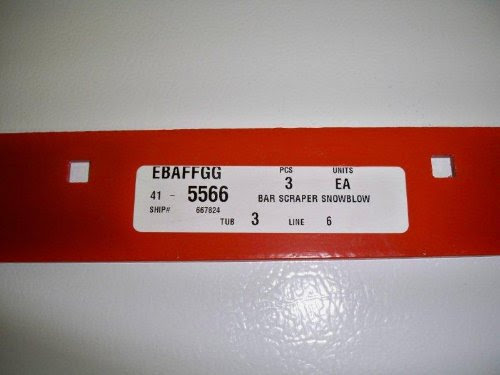 EBAFFGG PCS UNITS
41 - 5566 3 EA
BAR SCRAPER SNOWBLOW
SHIP# 667824
TUB 3 LINE 6